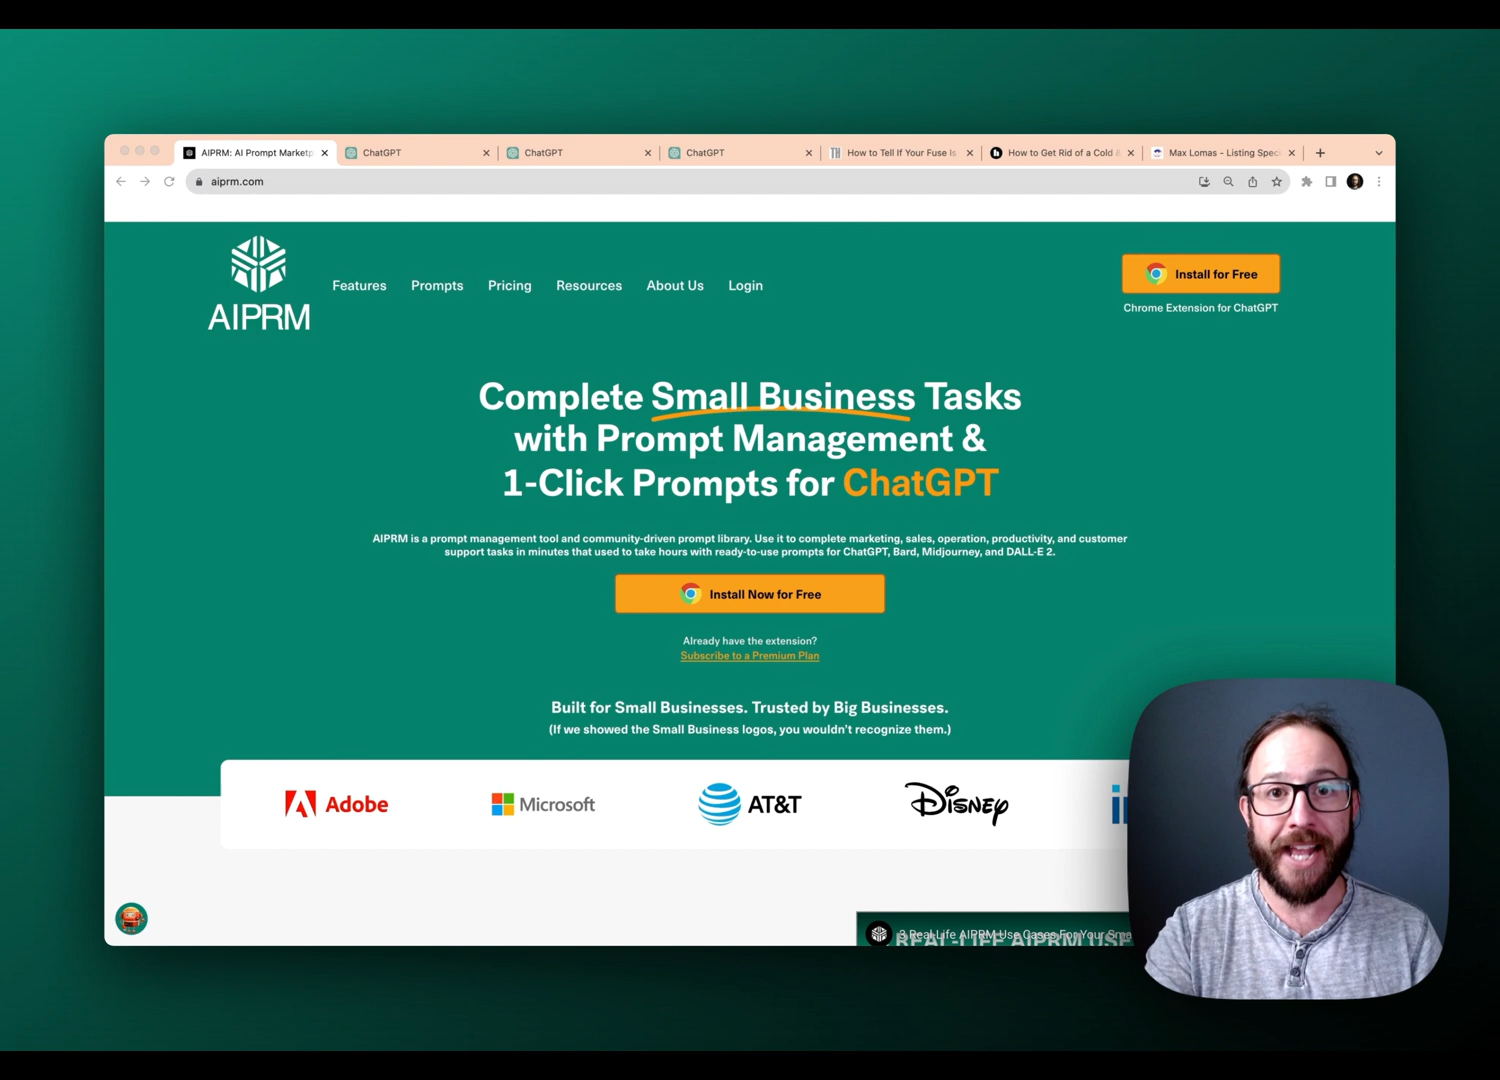 AIPRM: AI Prompt Marketp
ChatGPT
ChatGPT
ChatGPT
How to Tell If Your Fuse Is
How to Get Rid of a Cold &
Max Lomas - Listing Speci
aiprm.com
AIPRM
Features
Prompts
Pricing
Resources
About Us
Login
Install for Free
Chrome Extension for ChatGPT
Complete Small Business Tasks
with Prompt Management &
1-Click Prompts for ChatGPT
AIPRM is a prompt management tool and community-driven prompt library. Use it to complete marketing, sales, operation, productivity, and customer
support tasks in minutes that used to take hours with ready-to-use prompts for ChatGPT, Bard, Midjourney, and DALL-E 2.
Install Now for Free
Already have the extension?
Subscribe to a Premium Plan
Built for Small Businesses. Trusted by Big Businesses.
(If we showed the Small Business logos, you wouldn't recognize them.)
Adobe
Microsoft
AT&T
Disney
in
3 Real-Life AIPRM Use Cases For Your Sma
REAL-LIFE AIPRM USE